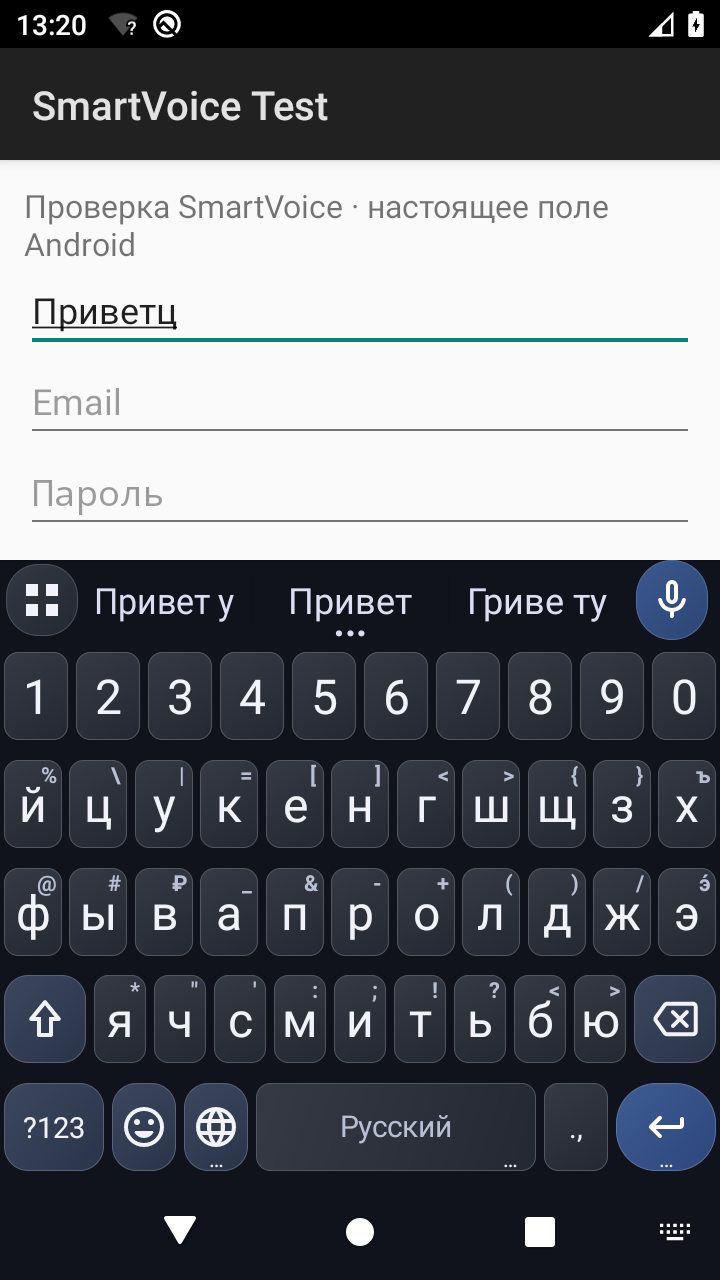 13:20
SmartVoice Test
Проверка SmartVoice · настоящее поле
Android
Приветц
Email
Пароль
Привет у Привет Гриве ту
1 2 3 4 5 6 7 8 9 0
% \ | = [ ] < > { } ъ
й ц у к е н г ш щ з х
@ # ₽ _ & - + ( ) / э́
ф ы в а п р о л д ж э
* " ' : ; ! ? < >
я ч с м и т ь б ю
?123 Русский .,